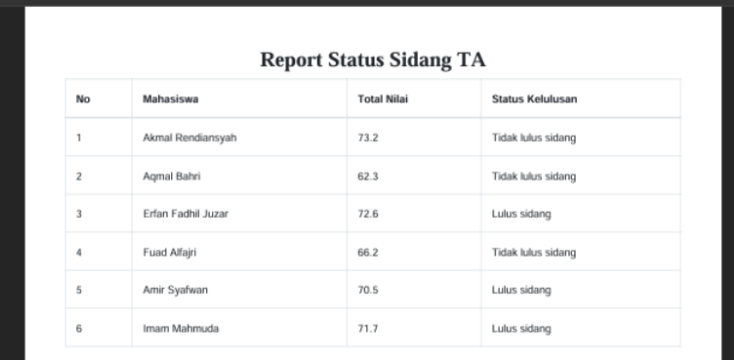 Report Status Sidang TA
No Mahasiswa Total Nilai Status Kelulusan
1 Akmal Rendiansyah 73.2 Tidak lulus sidang
2 Aqmal Bahri 62.3 Tidak lulus sidang
3 Erfan Fadhil Juzar 72.6 Lulus sidang
4 Fuad Alfajri 66.2 Tidak lulus sidang
5 Amir Syafwan 70.5 Lulus sidang
6 Imam Mahmuda 71.7 Lulus sidang